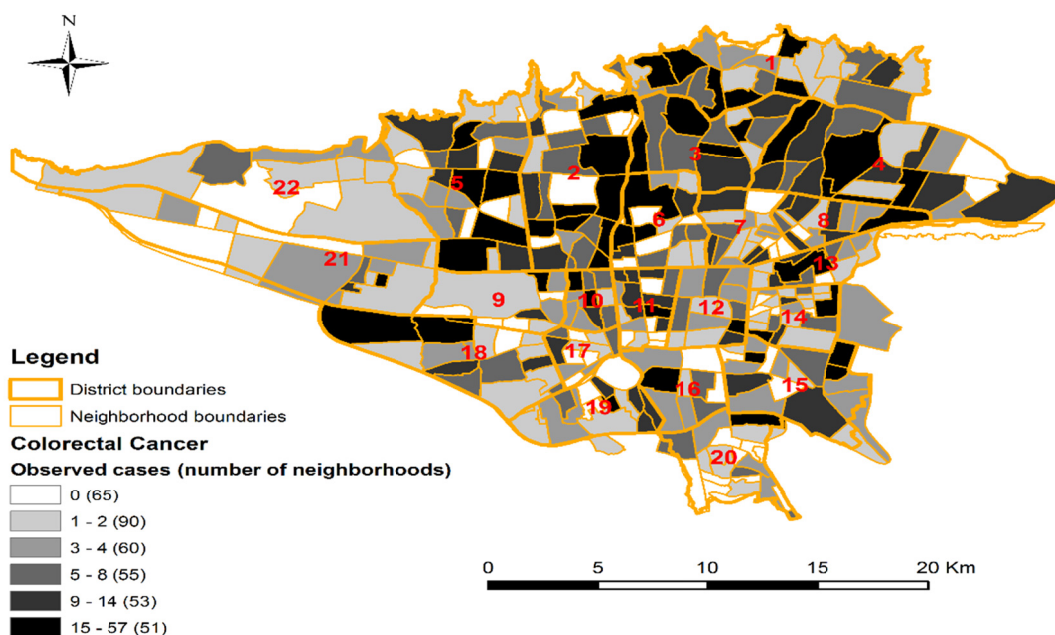 N
1
2
3
4
5
6
7
8
22
21
13
9
10
11
12
14
18
17
16
15
19
20
Legend
District boundaries
Neighborhood boundaries
Colorectal Cancer
Observed cases (number of neighborhoods)
0 (65)
1 - 2 (90)
3 - 4 (60)
5 - 8 (55)
9 - 14 (53)
15 - 57 (51)
0 5 10 15 20 Km